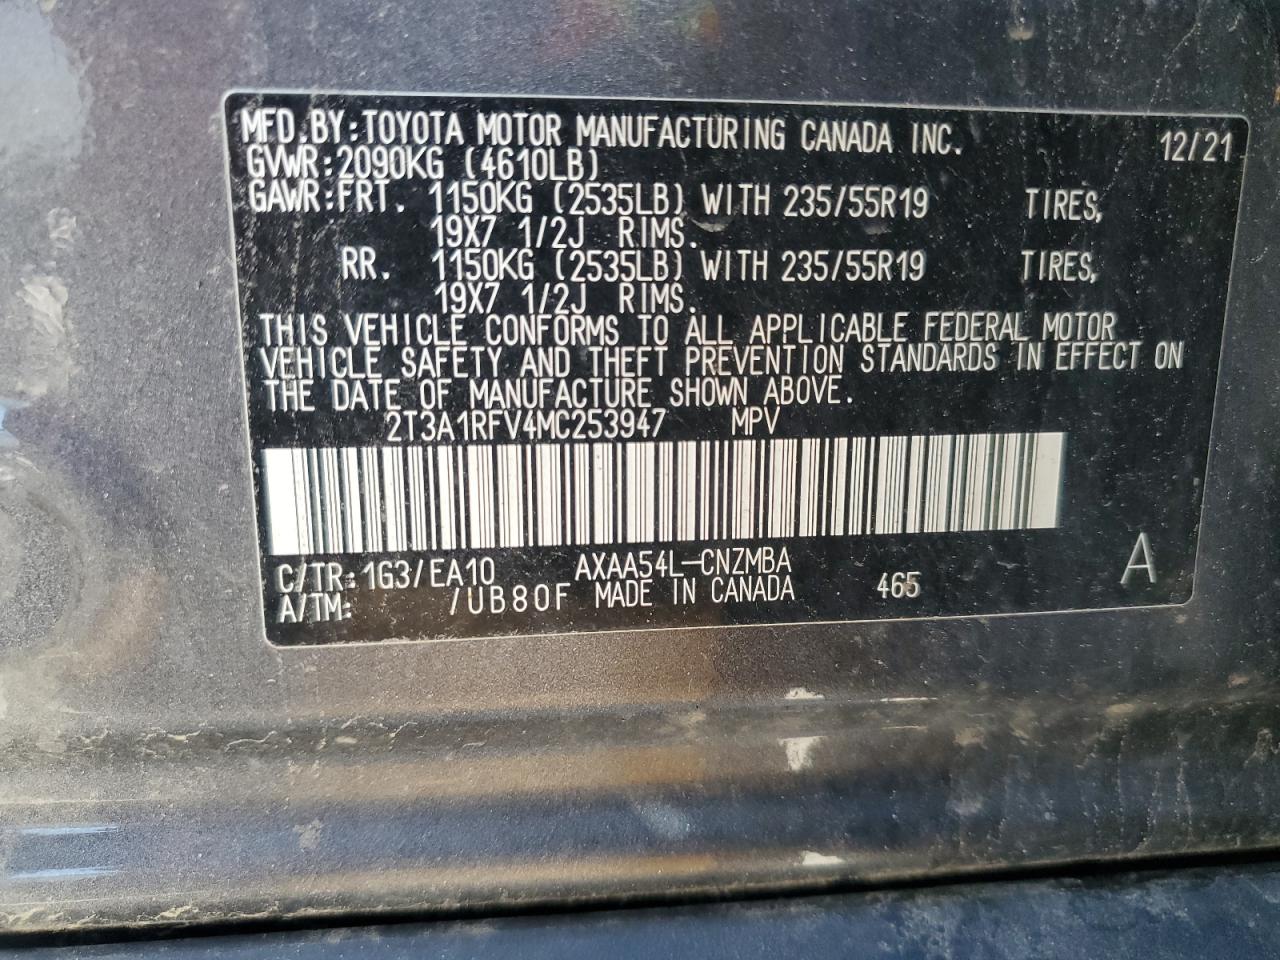 MFD.BY:TOYOTA MOTOR MANUFACTURING CANADA INC. 12/21
GVWR:2090KG (4610LB)
GAWR:FRT. 1150KG (2535LB) WITH 235/55R19 TIRES,
19X7 1/2J RIMS.
RR. 1150KG (2535LB) WITH 235/55R19 TIRES,
19X7 1/2J RIMS.
THIS VEHICLE CONFORMS TO ALL APPLICABLE FEDERAL MOTOR
VEHICLE SAFETY AND THEFT PREVENTION STANDARDS IN EFFECT ON
THE DATE OF MANUFACTURE SHOWN ABOVE.
2T3A1RFV4MC253947 MPV
C/TR:1G3/EA10 AXAA54L-CNZMBA
A/TM: /UB80F MADE IN CANADA 465 A